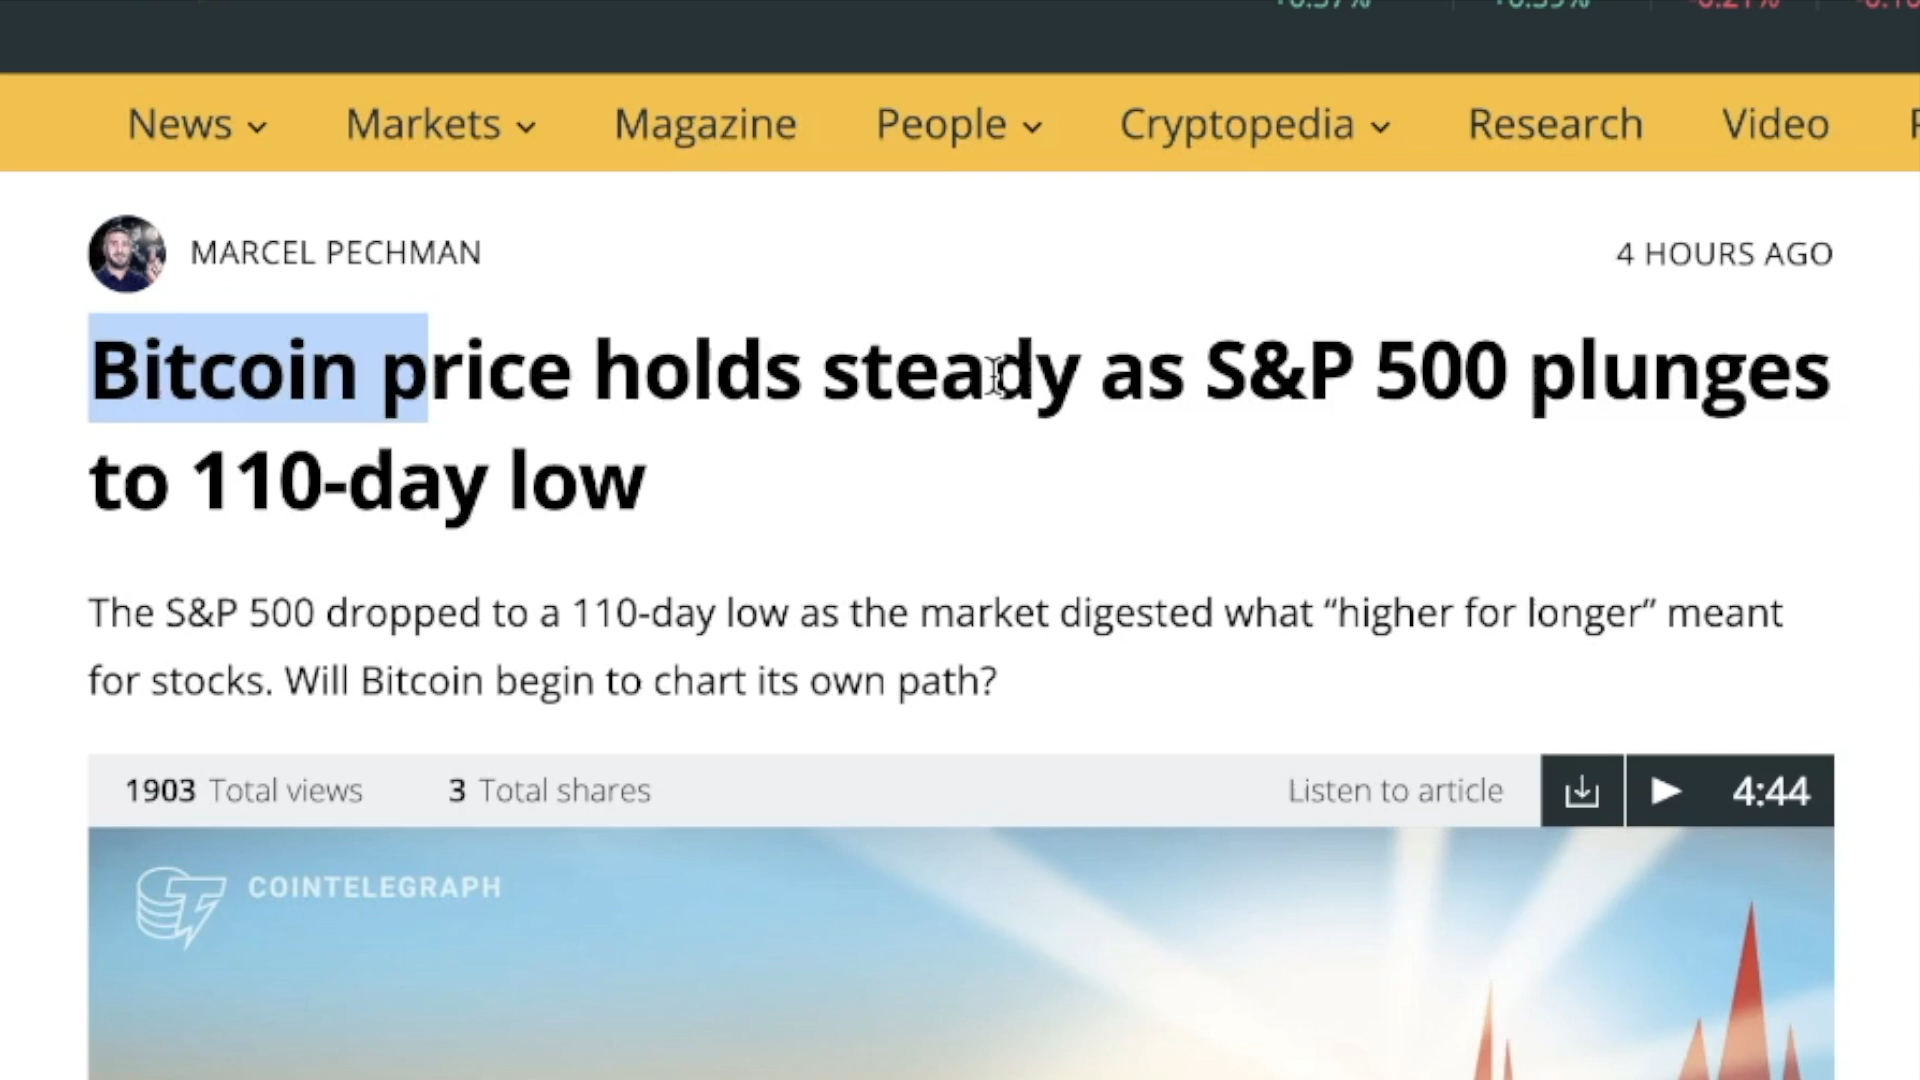 News Markets Magazine People Cryptopedia Research Video
MARCEL PECHMAN
4 HOURS AGO
Bitcoin price holds steady as S&P 500 plunges
to 110-day low
The S&P 500 dropped to a 110-day low as the market digested what “higher for longer” meant
for stocks. Will Bitcoin begin to chart its own path?
1903 Total views 3 Total shares Listen to article 4:44
COINTELEGRAPH